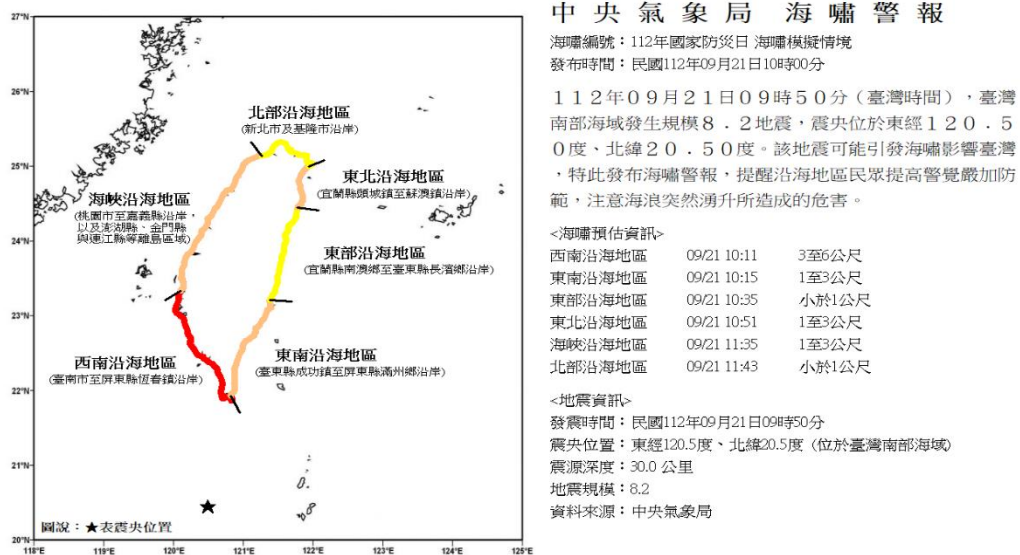 27°N
26°N
25°N
24°N
23°N
22°N
21°N
20°N
118°E
119°E
120°E
121°E
122°E
123°E
124°E
125°E
北部沿海地區
(新北市及基隆市沿岸)
東北沿海地區
(宜蘭縣頭城鎮至蘇澳鎮沿岸)
海峽沿海地區
(桃園市至嘉義縣沿岸，
以及澎湖縣、金門縣
與連江縣等離島區域)
東部沿海地區
(宜蘭縣南澳鄉至臺東縣長濱鄉沿岸)
西南沿海地區
(臺南市至屏東縣恆春鎮沿岸)
東南沿海地區
(臺東縣成功鎮至屏東縣滿州鄉沿岸)
圖說：★表震央位置
中央氣象局 海嘯警報
海嘯編號：112年國家防災日 海嘯模擬情境
發布時間：民國112年09月21日10時00分
１１２年０９月２１日０９時５０分（臺灣時間），臺灣
南部海域發生規模８．２地震，震央位於東經１２０．５
０度、北緯２０．５０度。該地震可能引發海嘯影響臺灣
，特此發布海嘯警報，提醒沿海地區民眾提高警覺嚴加防
範，注意海浪突然湧升所造成的危害。
<海嘯預估資訊>
西南沿海地區 09/21 10:11 3至6公尺
東南沿海地區 09/21 10:15 1至3公尺
東部沿海地區 09/21 10:35 小於1公尺
東北沿海地區 09/21 10:51 1至3公尺
海峽沿海地區 09/21 11:35 1至3公尺
北部沿海地區 09/21 11:43 小於1公尺
<地震資訊>
發震時間：民國112年09月21日09時50分
震央位置：東經120.5度、北緯20.5度 (位於臺灣南部海域)
震源深度：30.0 公里
地震規模：8.2
資料來源：中央氣象局